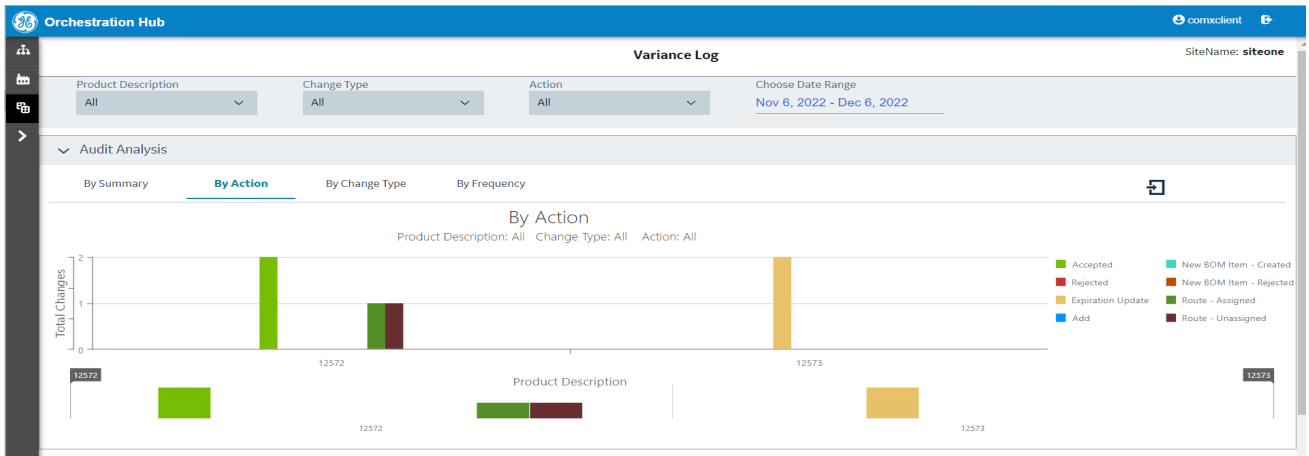 Orchestration Hub
comxclient
Variance Log
SiteName: siteone
Product Description
Change Type
Action
Choose Date Range
All
All
All
Nov 6, 2022 - Dec 6, 2022
Audit Analysis
By Summary
By Action
By Change Type
By Frequency
By Action
Product Description: All Change Type: All Action: All
Total Changes
2
1
0
12572
12573
Accepted
Rejected
Expiration Update
Add
New BOM Item - Created
New BOM Item - Rejected
Route - Assigned
Route - Unassigned
12572
Product Description
12573
12572
12573